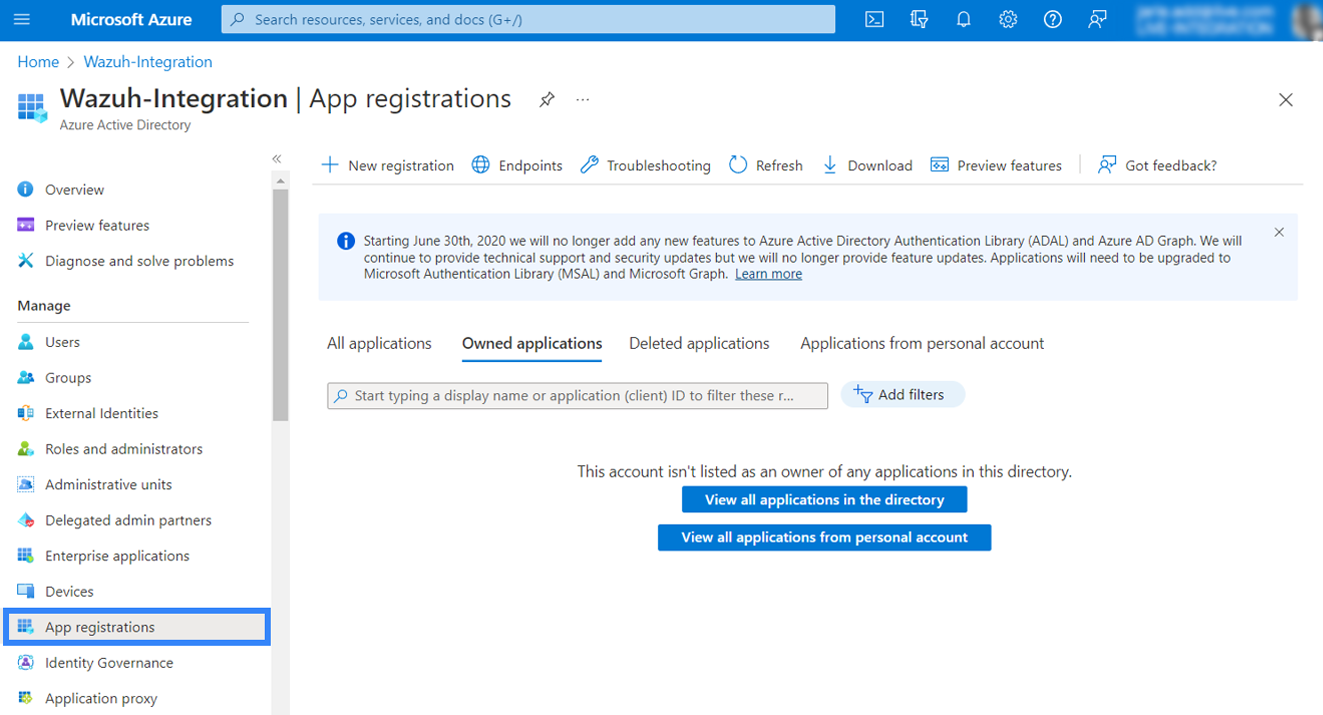 Microsoft Azure
Search resources, services, and docs (G+/)
Home > Wazuh-Integration
Wazuh-Integration | App registrations
Azure Active Directory
Overview
Preview features
Diagnose and solve problems
Manage
Users
Groups
External Identities
Roles and administrators
Administrative units
Delegated admin partners
Enterprise applications
Devices
App registrations
Identity Governance
Application proxy
New registration Endpoints Troubleshooting Refresh Download Preview features Got feedback?
Starting June 30th, 2020 we will no longer add any new features to Azure Active Directory Authentication Library (ADAL) and Azure AD Graph. We will
continue to provide technical support and security updates but we will no longer provide feature updates. Applications will need to be upgraded to
Microsoft Authentication Library (MSAL) and Microsoft Graph. Learn more
All applications Owned applications Deleted applications Applications from personal account
Start typing a display name or application (client) ID to filter these r...
Add filters
This account isn't listed as an owner of any applications in this directory.
View all applications in the directory
View all applications from personal account